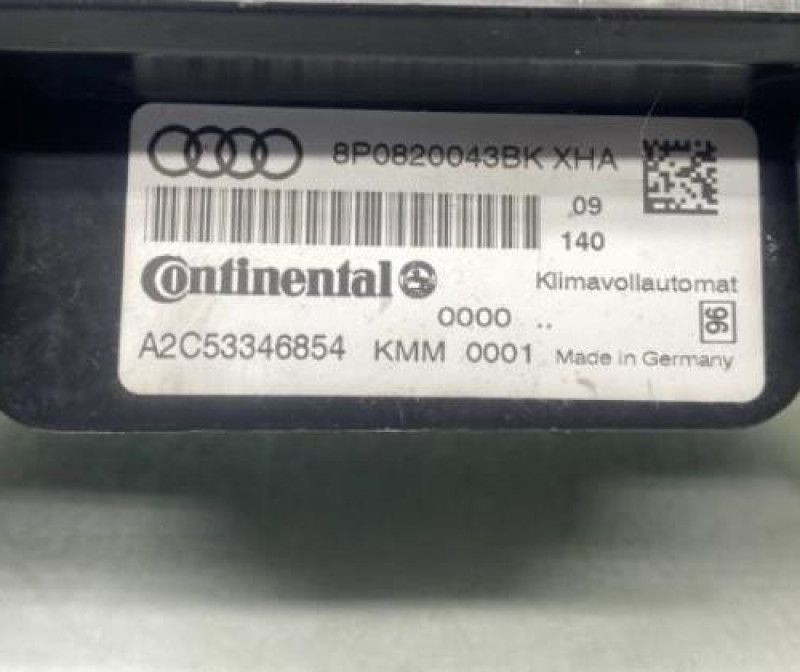 8P0820043BK XHA
09
140
Continental
Klimavollautomat
0000 ..
96
A2C53346854 KMM 0001 Made in Germany